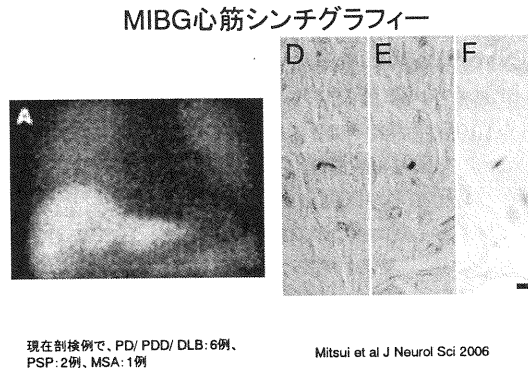 MIBG心筋シンチグラフィー
A
D E F
現在剖検例で、PD/ PDD/ DLB：6例、
PSP：2例、MSA：1例
Mitsui et al J Neurol Sci 2006